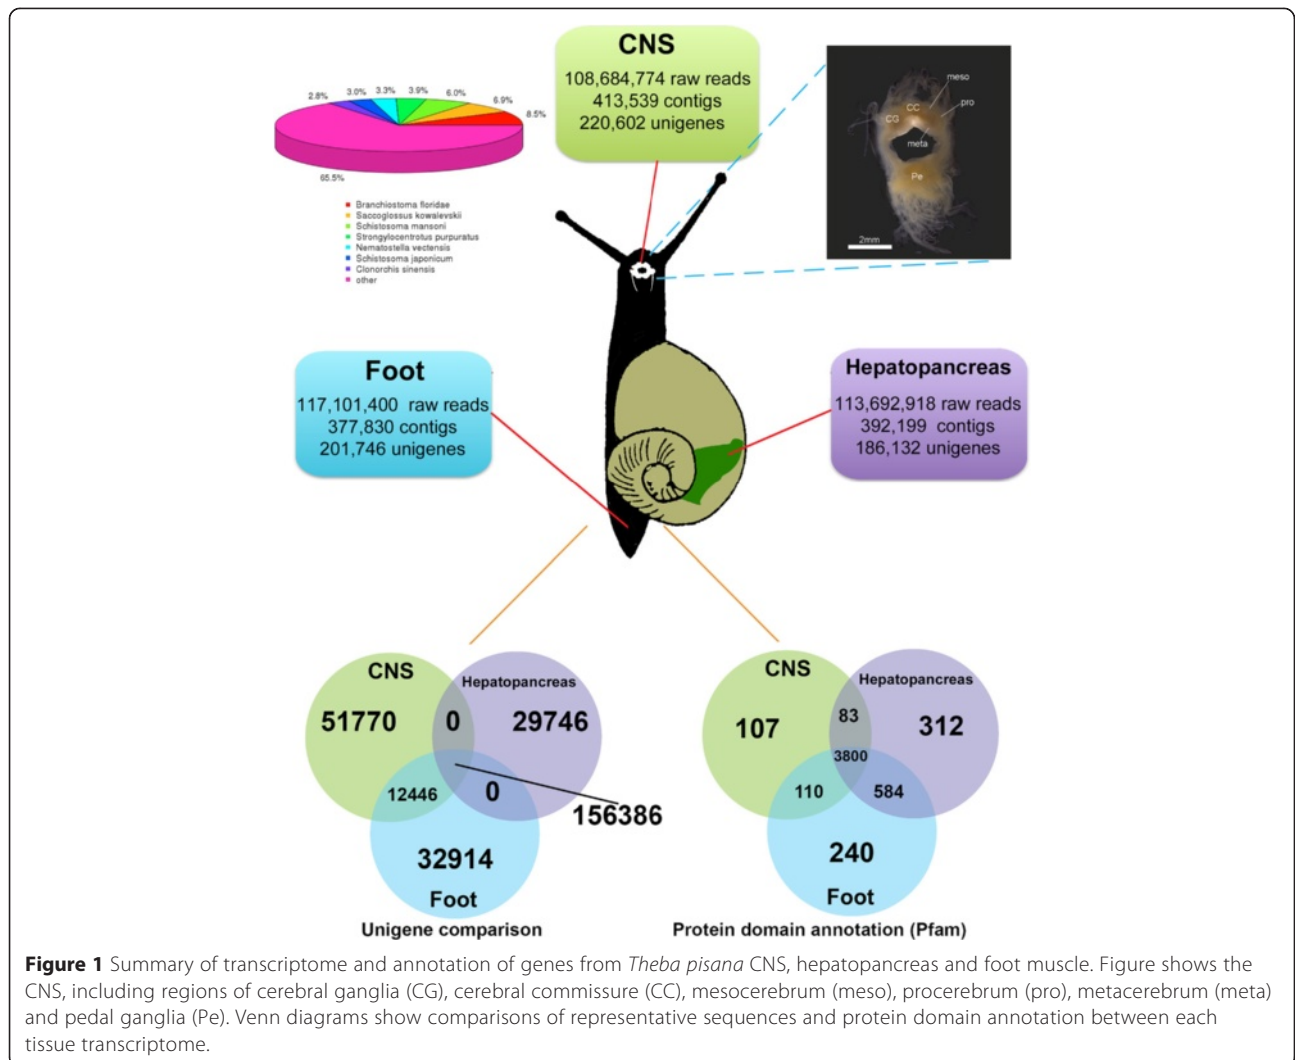 CNS
108,684,774 raw reads
413,539 contigs
220,602 unigenes
2.8%
3.0%
3.3%
3.9%
6.0%
6.9%
8.5%
65.5%
Branchiostoma floridae
Saccoglossus kowalevskii
Schistosoma mansoni
Strongylocentrotus purpuratus
Nematostella vectensis
Schistosoma japonicum
Clonorchis sinensis
other
meso
pro
CC
CG
meta
Pe
2mm
Foot
117,101,400 raw reads
377,830 contigs
201,746 unigenes
Hepatopancreas
113,692,918 raw reads
392,199 contigs
186,132 unigenes
CNS
Hepatopancreas
51770
0
29746
12446
0
156386
32914
Foot
Unigene comparison
CNS
Hepatopancreas
107
83
312
3800
110
584
240
Foot
Protein domain annotation (Pfam)
Figure 1 Summary of transcriptome and annotation of genes from Theba pisana CNS, hepatopancreas and foot muscle. Figure shows the
CNS, including regions of cerebral ganglia (CG), cerebral commissure (CC), mesocerebrum (meso), procerebrum (pro), metacerebrum (meta)
and pedal ganglia (Pe). Venn diagrams show comparisons of representative sequences and protein domain annotation between each
tissue transcriptome.